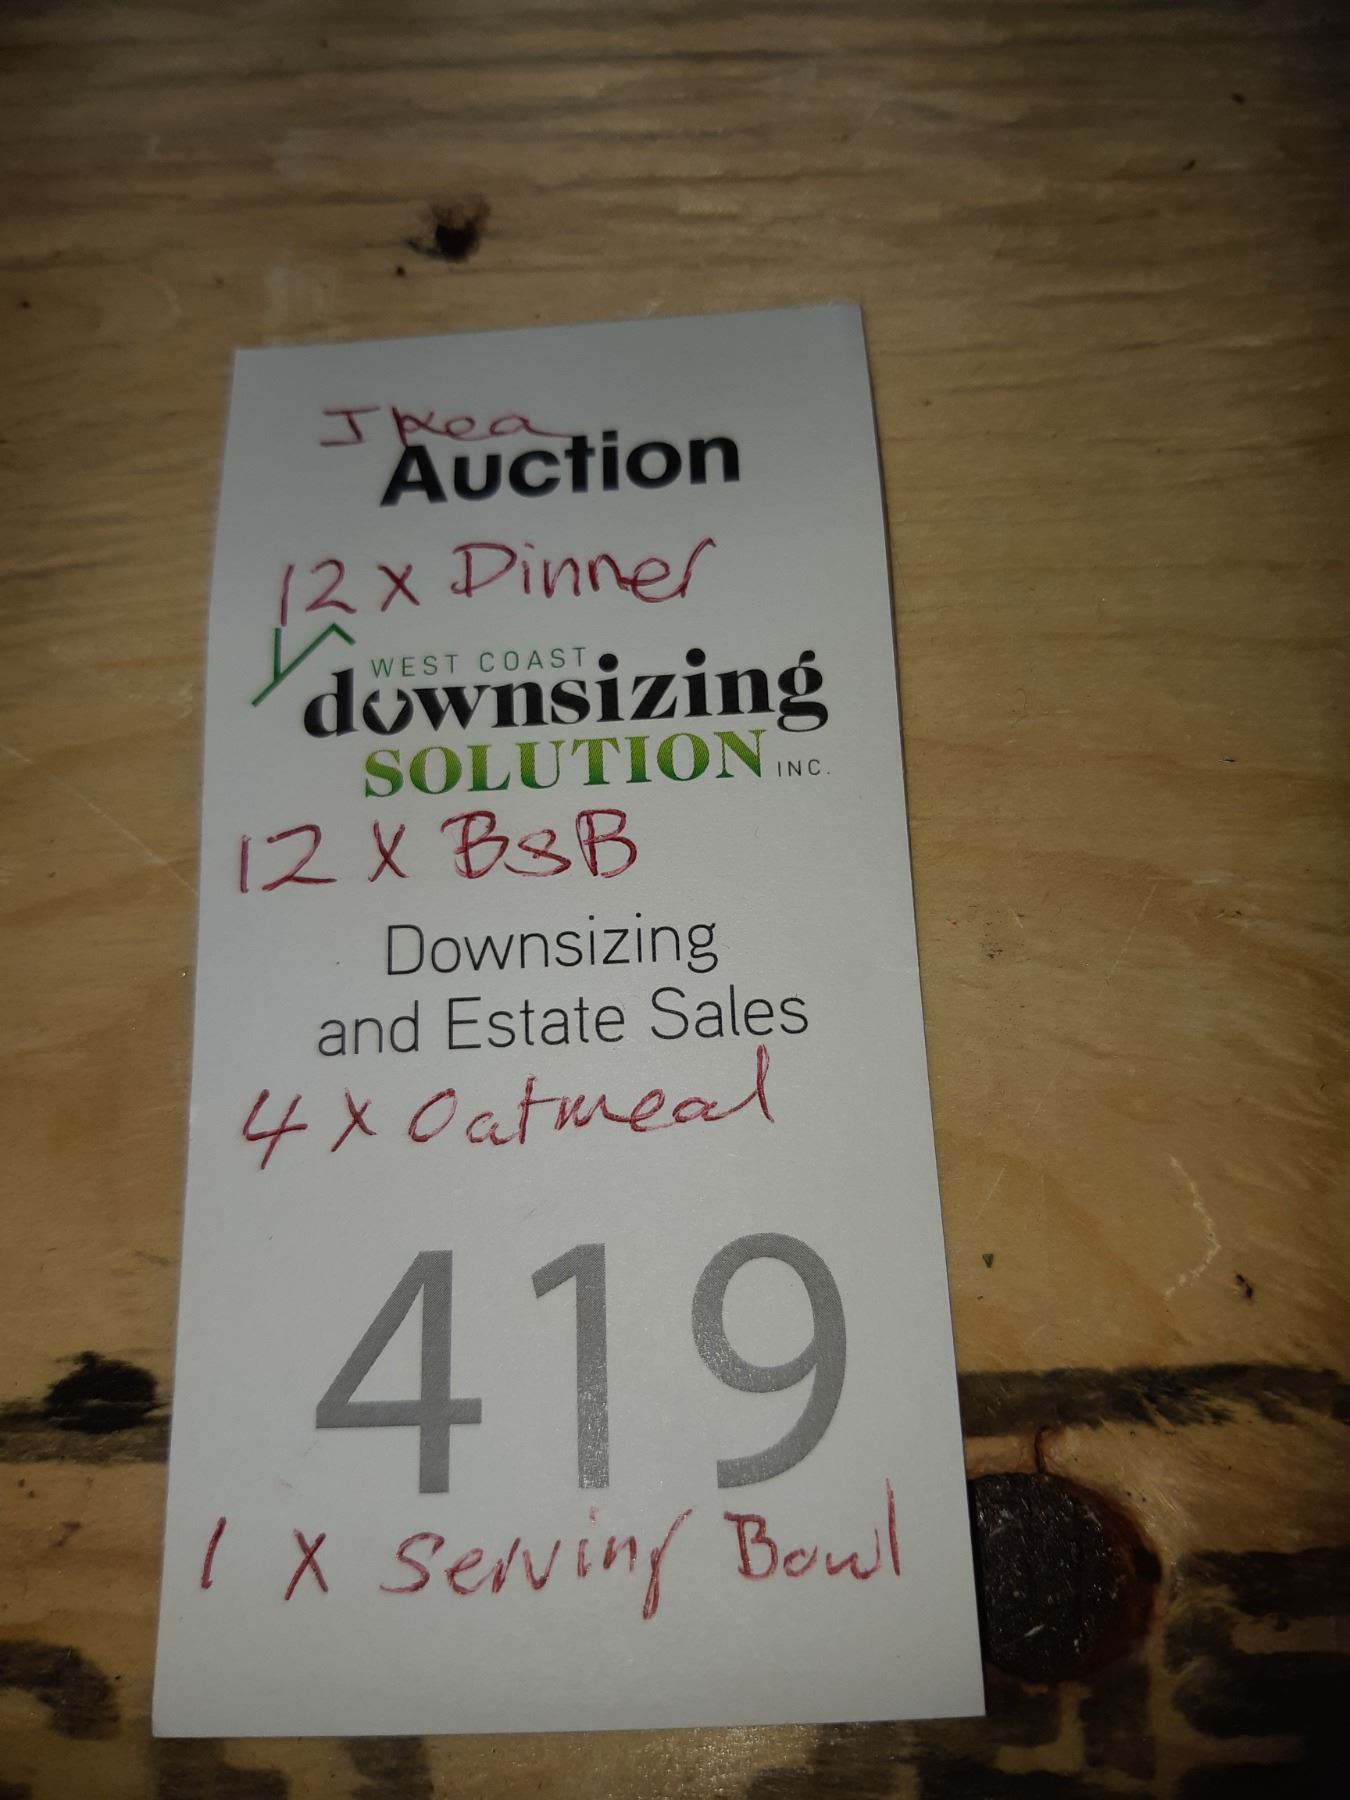 Ikea
Auction
12 x Dinner
WEST COAST
downsizing
SOLUTION INC.
12 x B&B
Downsizing
and Estate Sales
4 x Oatmeal
419
1 x Serving Bowl